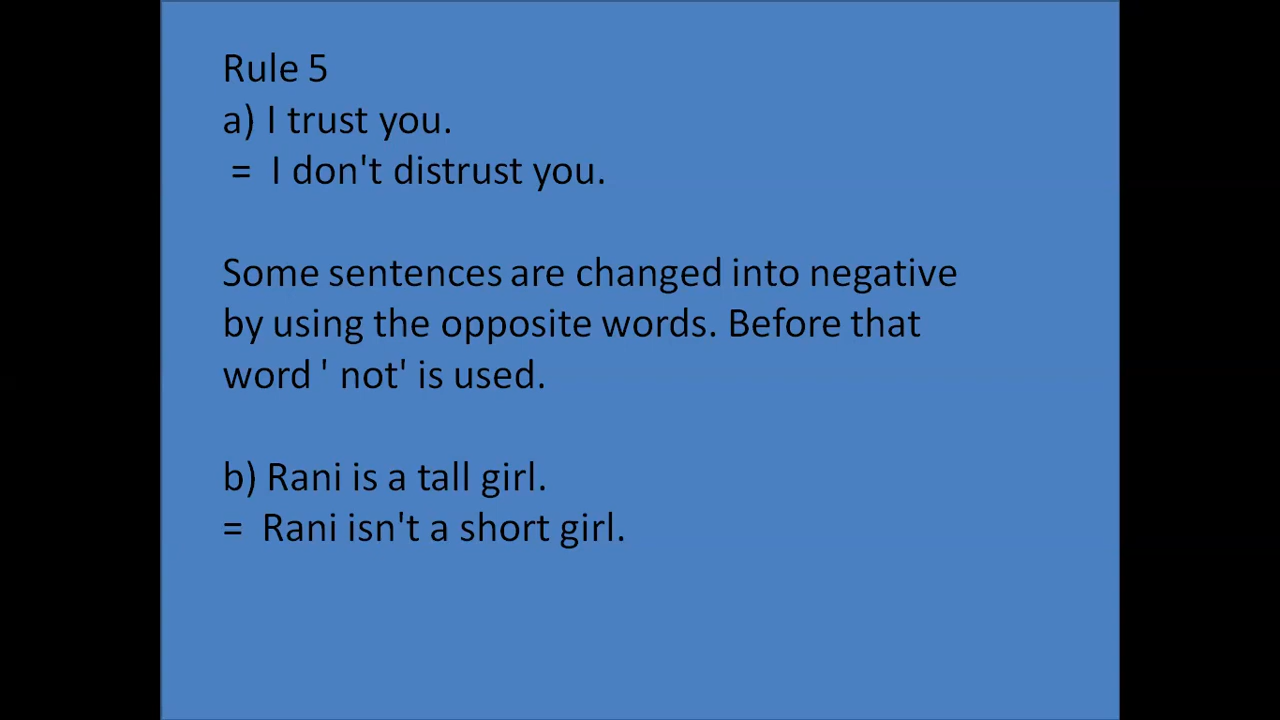 Rule 5
a) I trust you.
= I don't distrust you.
Some sentences are changed into negative
by using the opposite words. Before that
word ' not' is used.
b) Rani is a tall girl.
= Rani isn't a short girl.